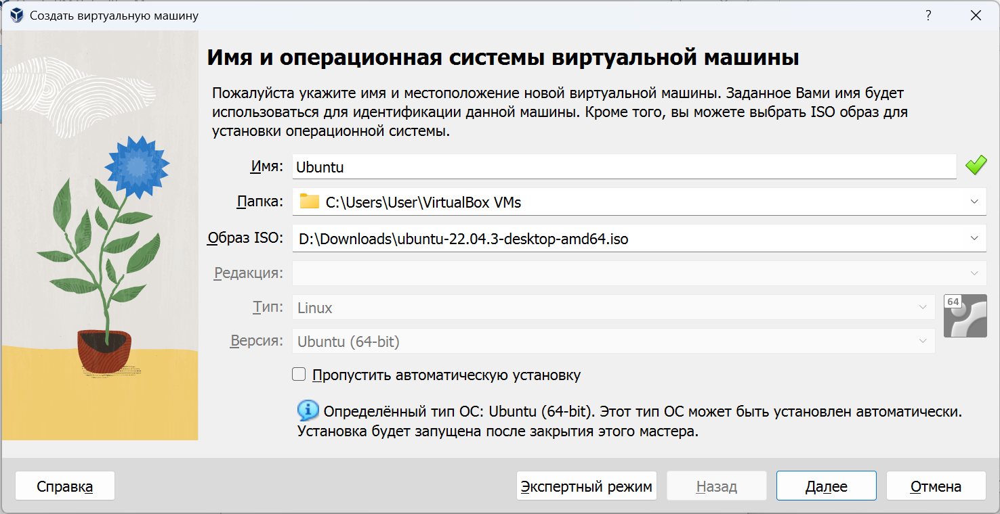 Создать виртуальную машину
?
Имя и операционная системы виртуальной машины
Пожалуйста укажите имя и местоположение новой виртуальной машины. Заданное Вами имя будет
использоваться для идентификации данной машины. Кроме того, вы можете выбрать ISO образ для
установки операционной системы.
Имя: Ubuntu
Папка: C:\Users\User\VirtualBox VMs
Образ ISO: D:\Downloads\ubuntu-22.04.3-desktop-amd64.iso
Редакция:
Тип: Linux
64
Версия: Ubuntu (64-bit)
Пропустить автоматическую установку
Определённый тип ОС: Ubuntu (64-bit). Этот тип ОС может быть установлен автоматически.
Установка будет запущена после закрытия этого мастера.
Справка Экспертный режим Назад Далее Отмена